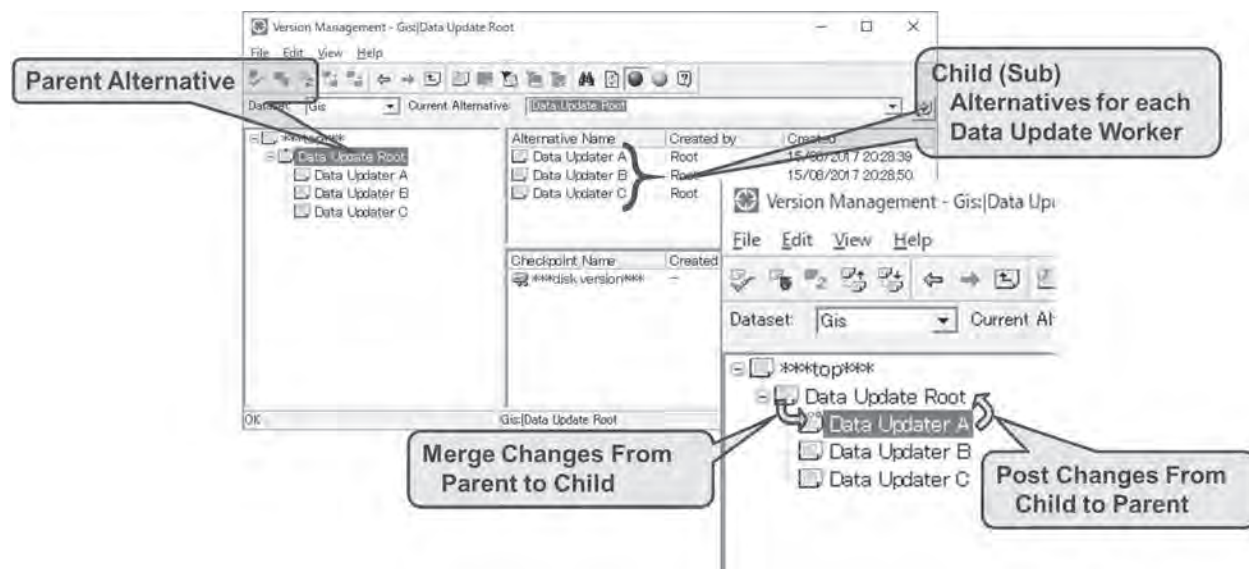 Version Management - Gis:|Data Update Root
File Edit View Help
Parent Alternative
Dataset: Gis Current Alternative: Data Update Root
Child (Sub)
Alternatives for each
Data Update Worker
***top***
Data Update Root
Data Updater A
Data Updater B
Data Updater C
Alternative Name Created by Created
Data Updater A Root 15/08/2017 20:28:39
Data Updater B Root 15/08/2017 20:28:50
Data Updater C Root
Checkpoint Name Created
***disk version*** --
OK Gis:|Data Update Root
Version Management - Gis:|Data
File Edit View Help
Dataset: Gis Current
***top***
Data Update Root
Data Updater A
Data Updater B
Data Updater C
Merge Changes From
Parent to Child
Post Changes From
Child to Parent